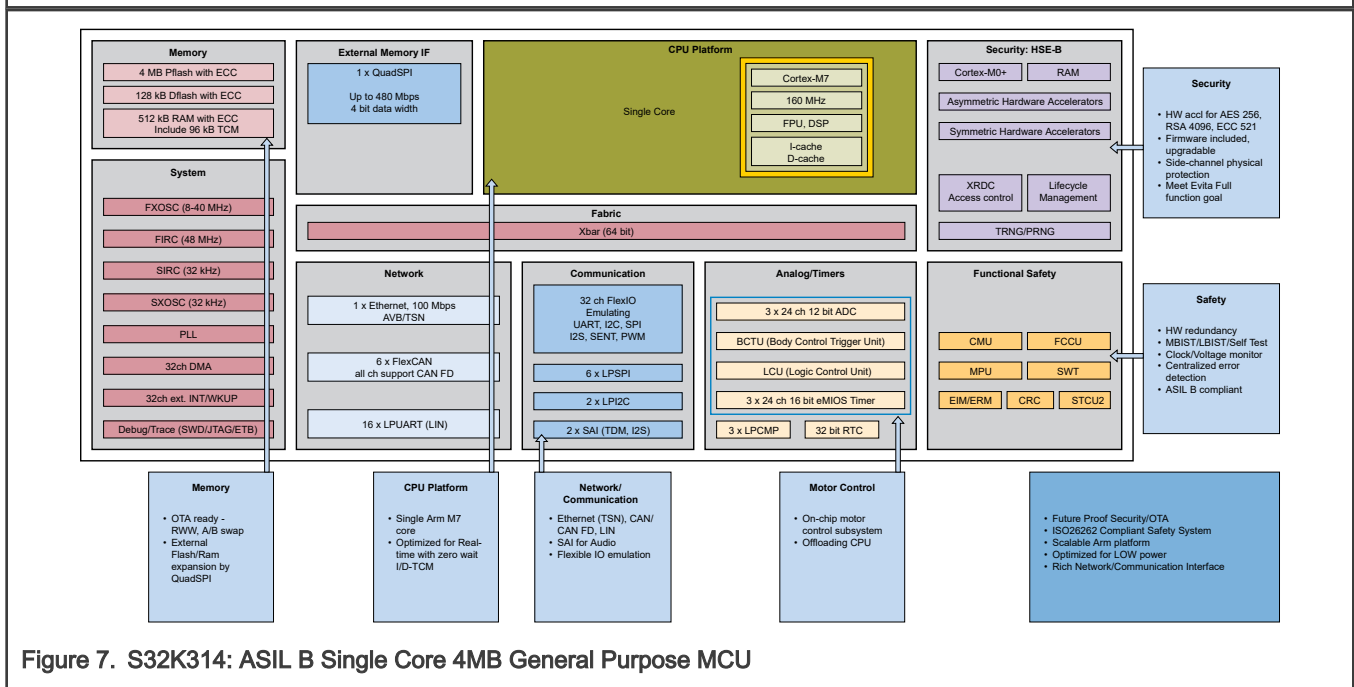 Memory
4 MB Pflash with ECC
128 kB Dflash with ECC
512 kB RAM with ECC
Include 96 kB TCM
External Memory IF
1 x QuadSPI
Up to 480 Mbps
4 bit data width
CPU Platform
Single Core
Cortex-M7
160 MHz
FPU, DSP
I-cache
D-cache
Security: HSE-B
Cortex-M0+
RAM
Asymmetric Hardware Accelerators
Symmetric Hardware Accelerators
XRDC
Access control
Lifecycle
Management
TRNG/PRNG
Security
• HW accl for AES 256,
RSA 4096, ECC 521
• Firmware included,
upgradable
• Side-channel physical
protection
• Meet Evita Full
function goal
System
FXOSC (8-40 MHz)
FIRC (48 MHz)
SIRC (32 kHz)
SXOSC (32 kHz)
PLL
32ch DMA
32ch ext. INT/WKUP
Debug/Trace (SWD/JTAG/ETB)
Fabric
Xbar (64 bit)
Network
1 x Ethernet, 100 Mbps
AVB/TSN
6 x FlexCAN
all ch support CAN FD
16 x LPUART (LIN)
Communication
32 ch FlexIO
Emulating
UART, I2C, SPI
I2S, SENT, PWM
6 x LPSPI
2 x LPI2C
2 x SAI (TDM, I2S)
Analog/Timers
3 x 24 ch 12 bit ADC
BCTU (Body Control Trigger Unit)
LCU (Logic Control Unit)
3 x 24 ch 16 bit eMIOS Timer
3 x LPCMP
32 bit RTC
Functional Safety
CMU
FCCU
MPU
SWT
EIM/ERM
CRC
STCU2
Safety
• HW redundancy
• MBIST/LBIST/Self Test
• Clock/Voltage monitor
• Centralized error
detection
• ASIL B compliant
Memory
• OTA ready -
RWW, A/B swap
• External
Flash/Ram
expansion by
QuadSPI
CPU Platform
• Single Arm M7
core
• Optimized for Real-
time with zero wait
I/D-TCM
Network/
Communication
• Ethernet (TSN), CAN/
CAN FD, LIN
• SAI for Audio
• Flexible IO emulation
Motor Control
• On-chip motor
control subsystem
• Offloading CPU
• Future Proof Security/OTA
• ISO26262 Compliant Safety System
• Scalable Arm platform
• Optimized for LOW power
• Rich Network/Communication Interface
Figure 7. S32K314: ASIL B Single Core 4MB General Purpose MCU